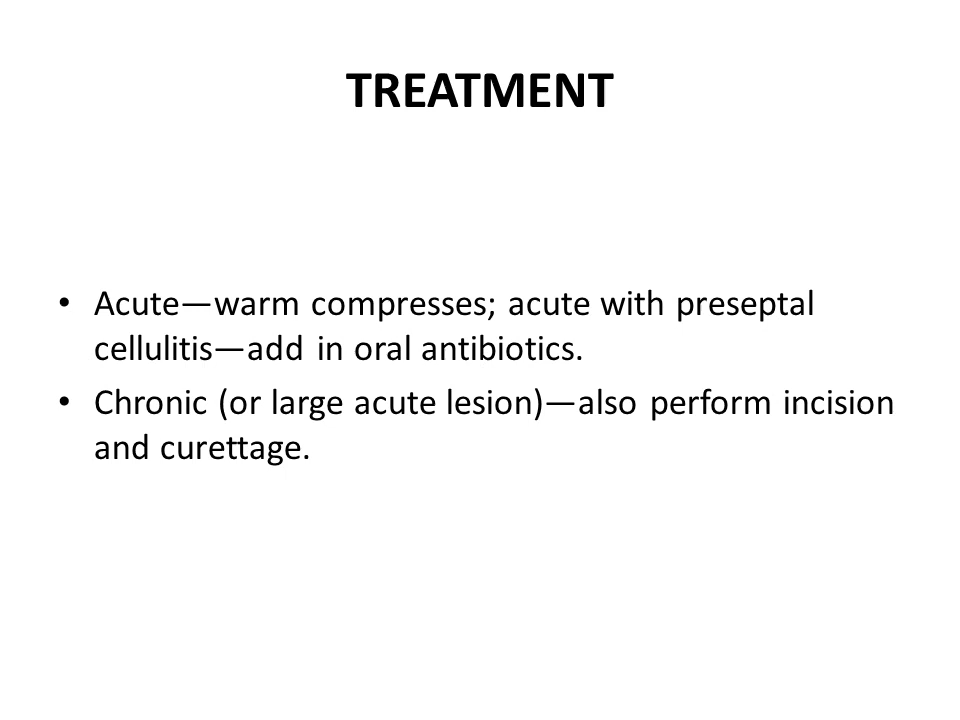 TREATMENT
• Acute—warm compresses; acute with preseptal
cellulitis—add in oral antibiotics.
• Chronic (or large acute lesion)—also perform incision
and curettage.